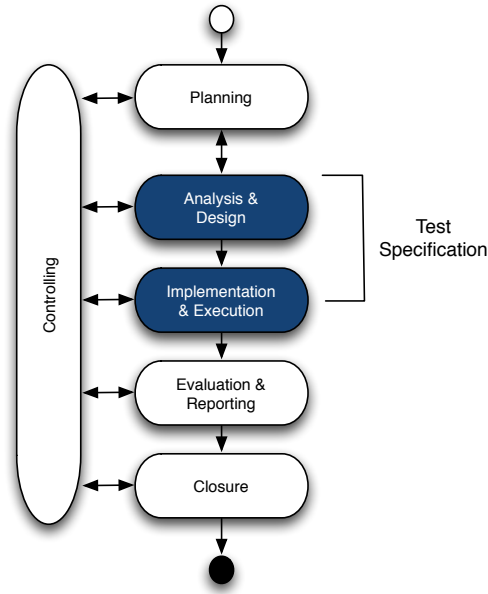 Planning
Analysis &
Design
Test
Specification
Controlling
Implementation
& Execution
Evaluation &
Reporting
Closure